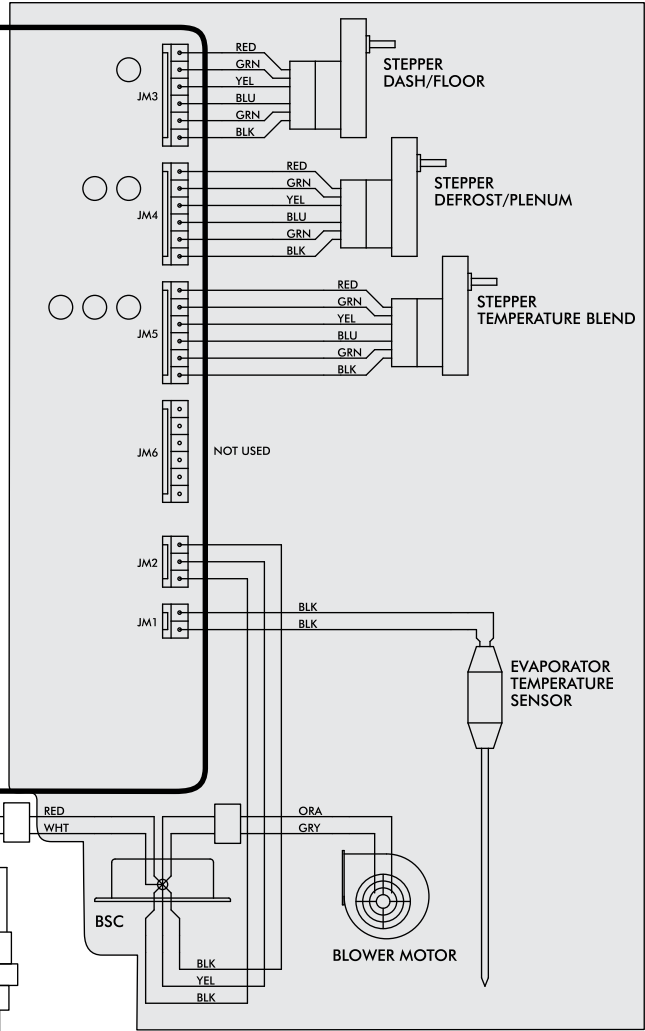 RED
GRN
YEL
JM3
BLU
GRN
BLK
STEPPER
DASH/FLOOR
RED
GRN
YEL
JM4
BLU
GRN
BLK
STEPPER
DEFROST/PLENUM
RED
GRN
YEL
JM5
BLU
GRN
BLK
STEPPER
TEMPERATURE BLEND
JM6
NOT USED
JM2
JM1
BLK
BLK
EVAPORATOR
TEMPERATURE
SENSOR
RED
WHT
ORA
GRY
BSC
BLOWER MOTOR
BLK
YEL
BLK